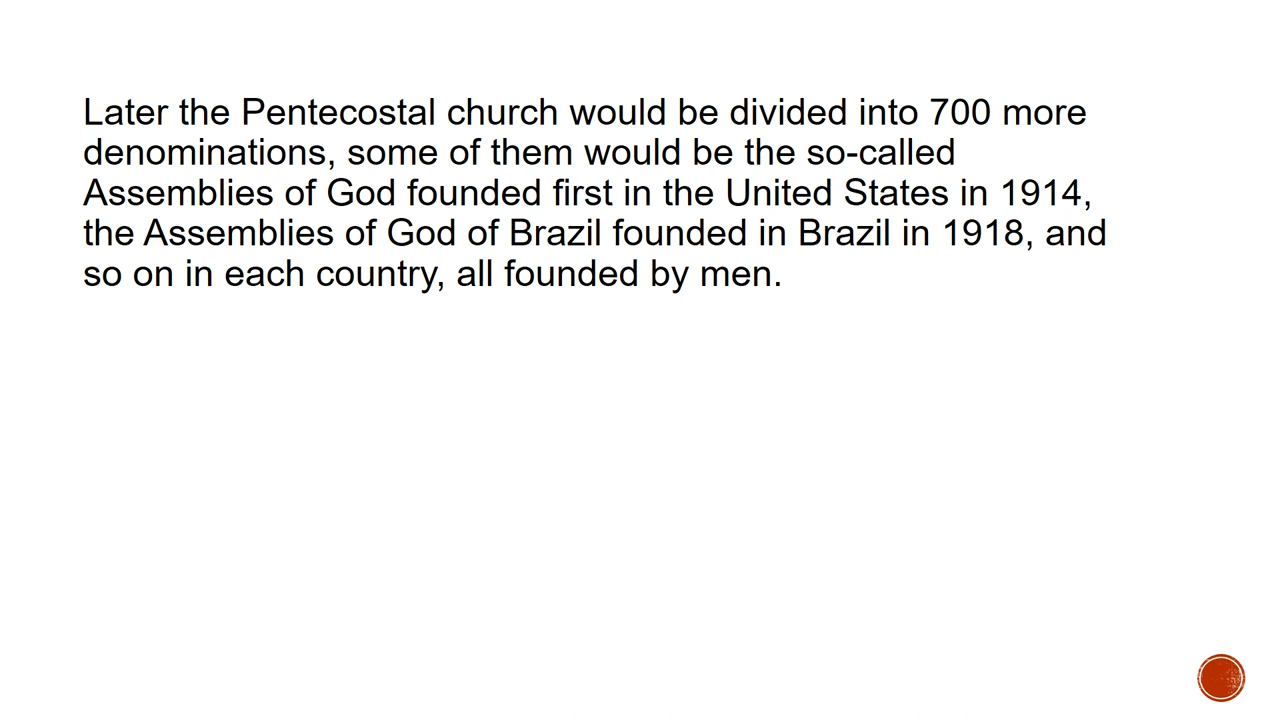 Later the Pentecostal church would be divided into 700 more
denominations, some of them would be the so-called
Assemblies of God founded first in the United States in 1914,
the Assemblies of God of Brazil founded in Brazil in 1918, and
so on in each country, all founded by men.